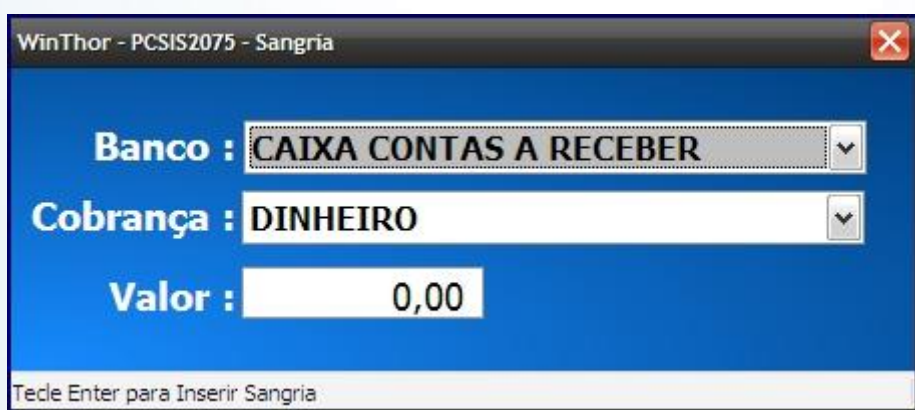 WinThor - PCSIS2075 - Sangria
Banco : CAIXA CONTAS A RECEBER
Cobrança : DINHEIRO
Valor : 0,00
Tecle Enter para Inserir Sangria